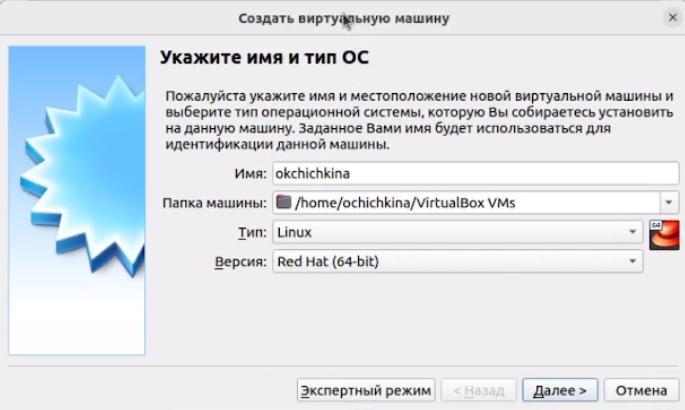 Создать виртуальную машину
Укажите имя и тип ОС
Пожалуйста укажите имя и местоположение новой виртуальной машины и
выберите тип операционной системы, которую Вы собираетесь установить
на данную машину. Заданное Вами имя будет использоваться для
идентификации данной машины.
Имя: okchichkina
Папка машины: /home/ochichkina/VirtualBox VMs
Тип: Linux
64
Версия: Red Hat (64-bit)
Экспертный режим < Назад Далее > Отмена